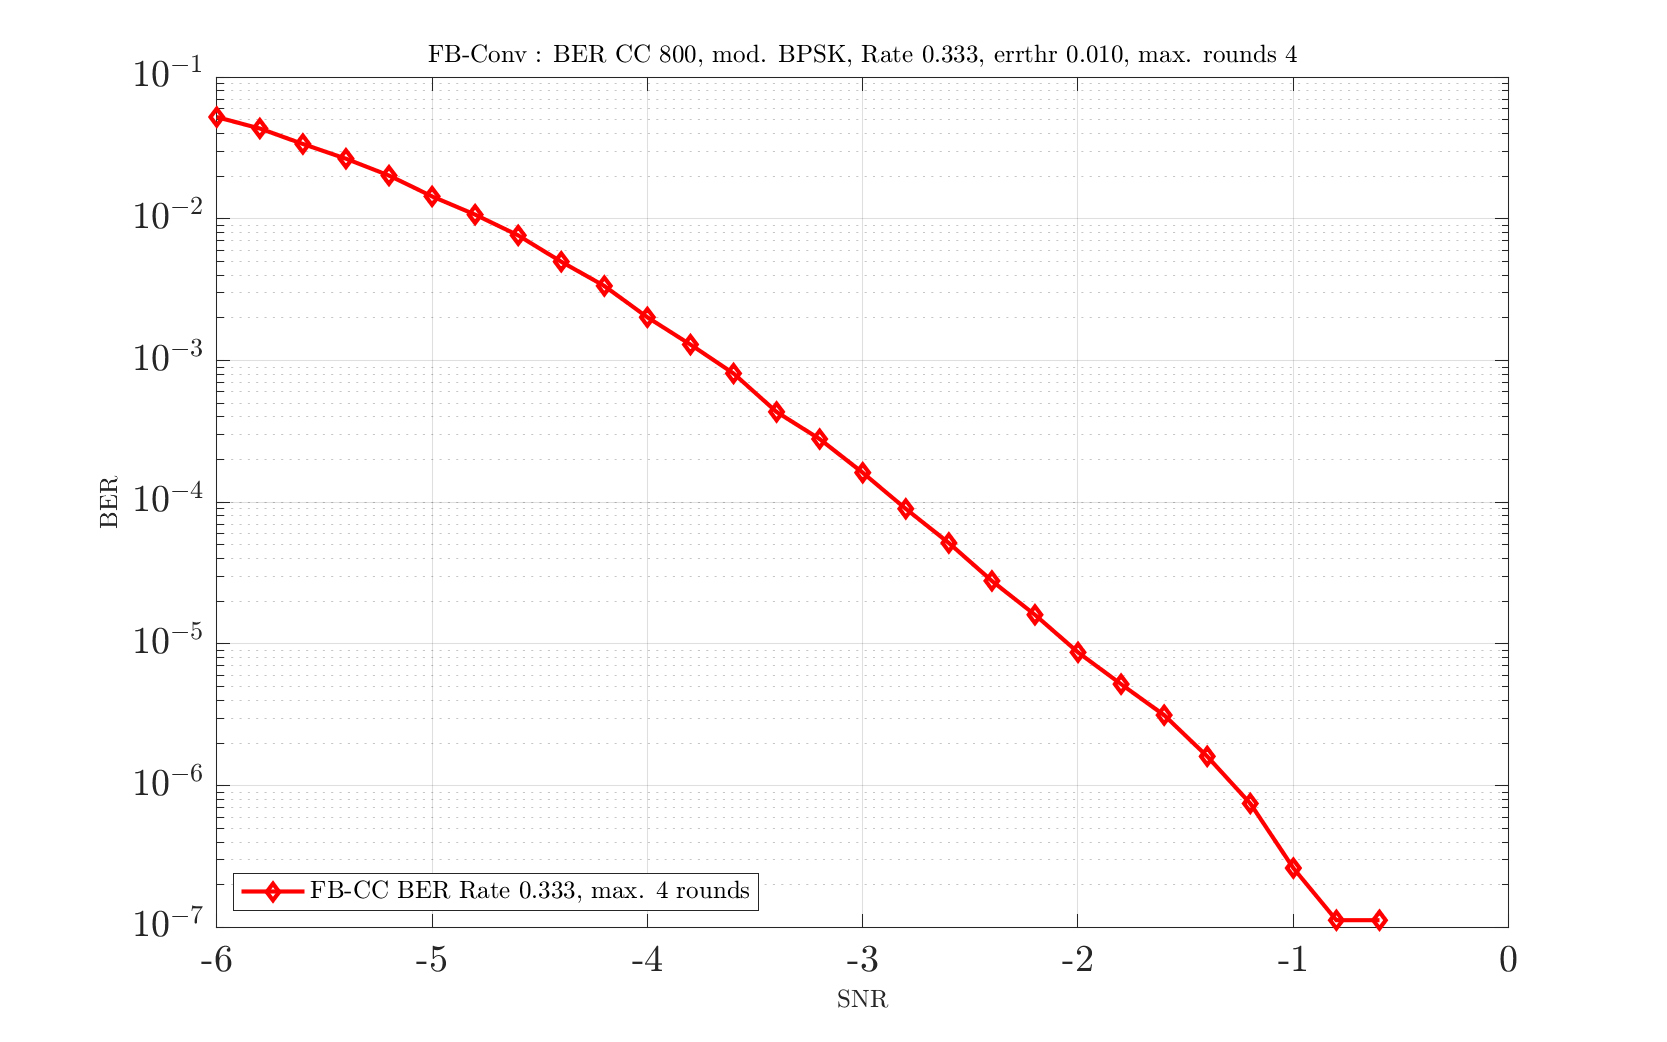 FB-Conv : BER CC 800, mod. BPSK, Rate 0.333, errthr 0.010, max. rounds 4
10^{-1}
10^{-2}
10^{-3}
10^{-4}
10^{-5}
10^{-6}
10^{-7}
BER
FB-CC BER Rate 0.333, max. 4 rounds
-6 -5 -4 -3 -2 -1 0
SNR